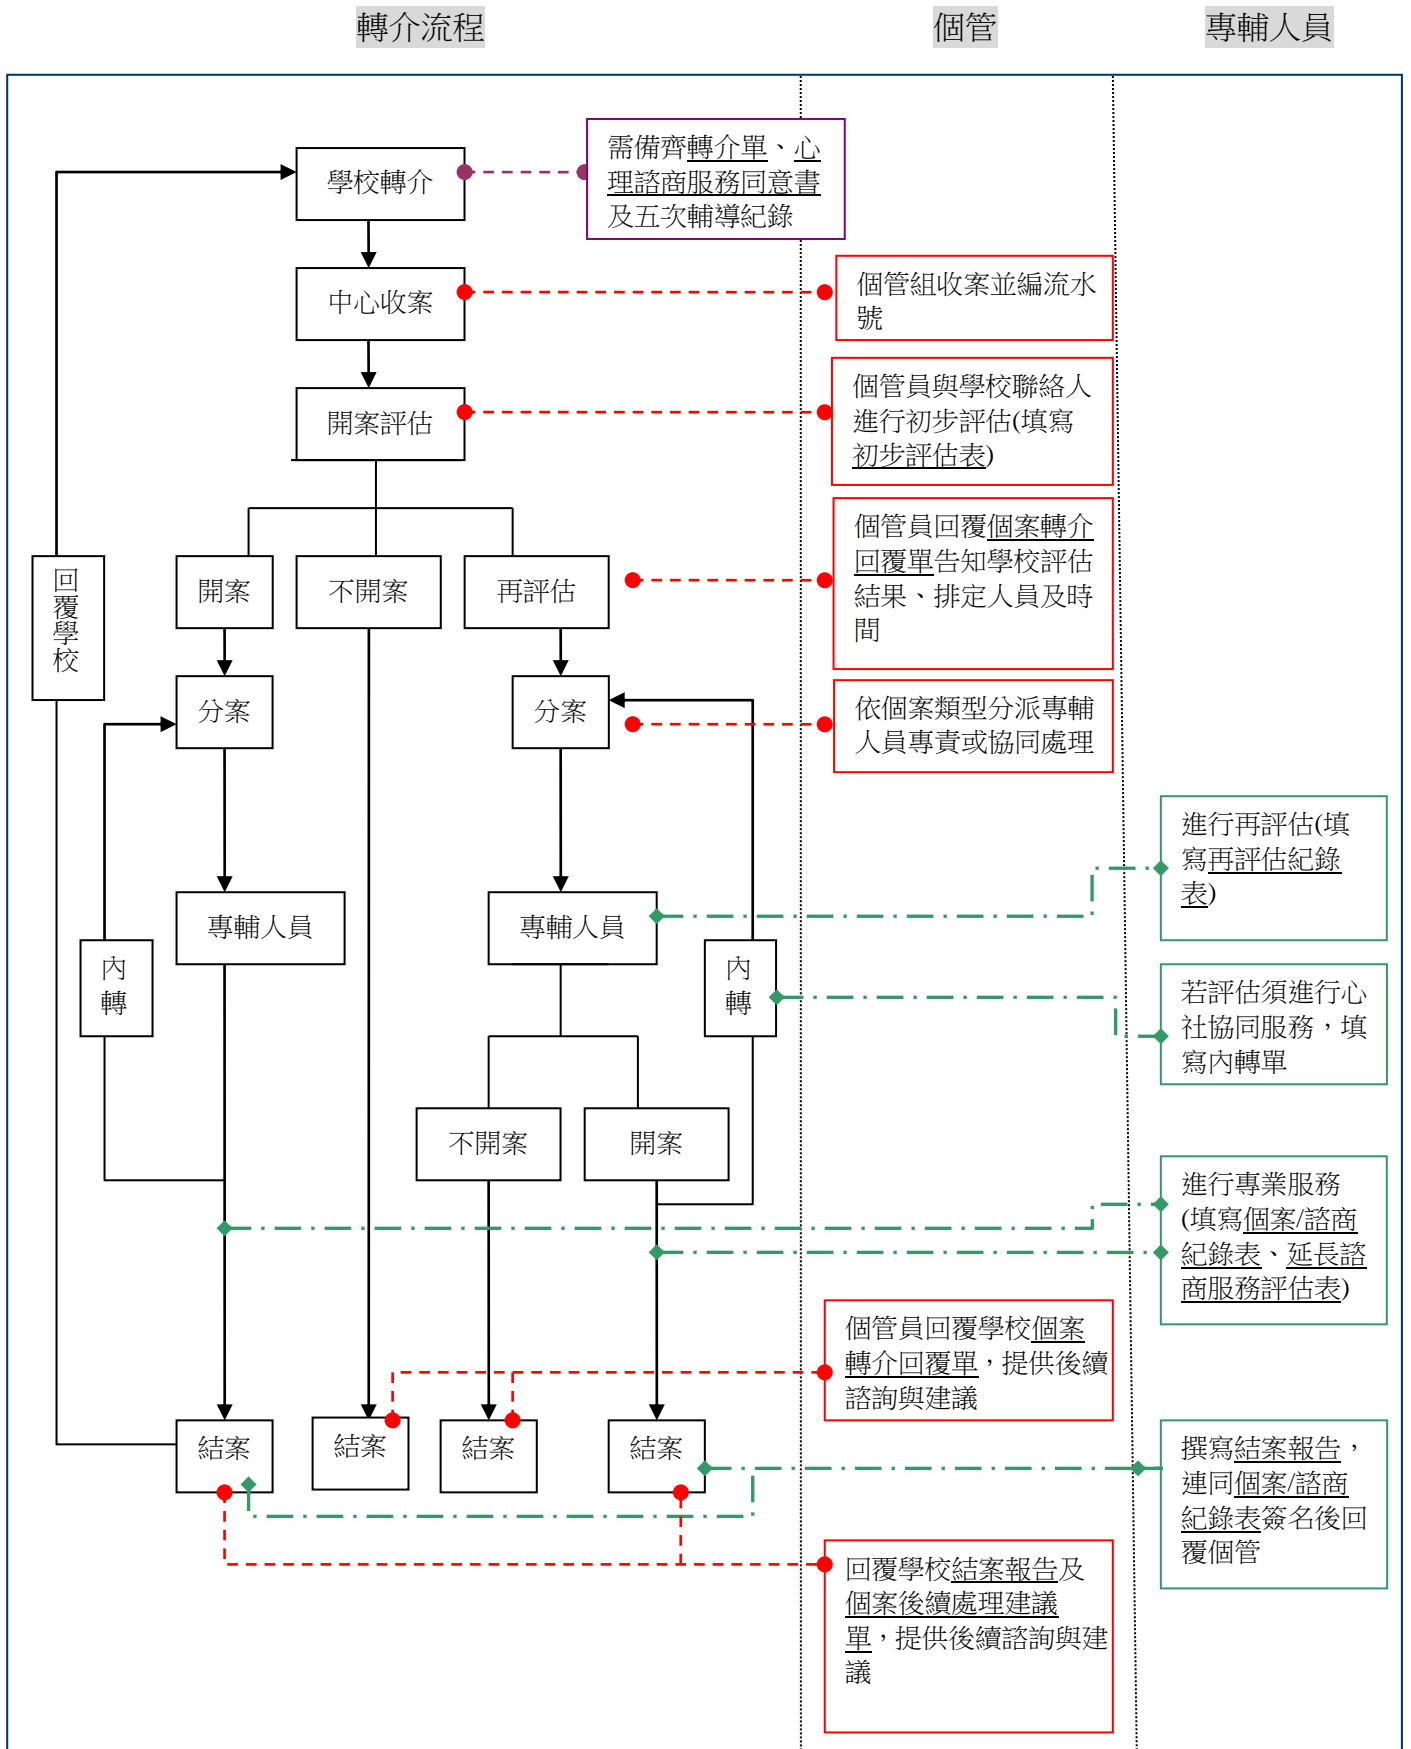 轉介流程
個管
專輔人員
需備齊轉介單、心
理諮商服務同意書
及五次輔導紀錄
學校轉介
中心收案
個管組收案並編流水
號
開案評估
個管員與學校聯絡人
進行初步評估(填寫
初步評估表)
個管員回覆個案轉介
回覆單告知學校評估
結果、排定人員及時
間
回覆學校
開案
不開案
再評估
分案
分案
依個案類型分派專輔
人員專責或協同處理
進行再評估(填
寫再評估紀錄
表)
專輔人員
專輔人員
內
轉
內
轉
若評估須進行心
社協同服務，填
寫內轉單
不開案
開案
進行專業服務
(填寫個案/諮商
紀錄表、延長諮
商服務評估表)
個管員回覆學校個案
轉介回覆單，提供後續
諮詢與建議
結案
結案
結案
結案
撰寫結案報告，
連同個案/諮商
紀錄表簽名後回
覆個管
回覆學校結案報告及
個案後續處理建議
單，提供後續諮詢與建
議